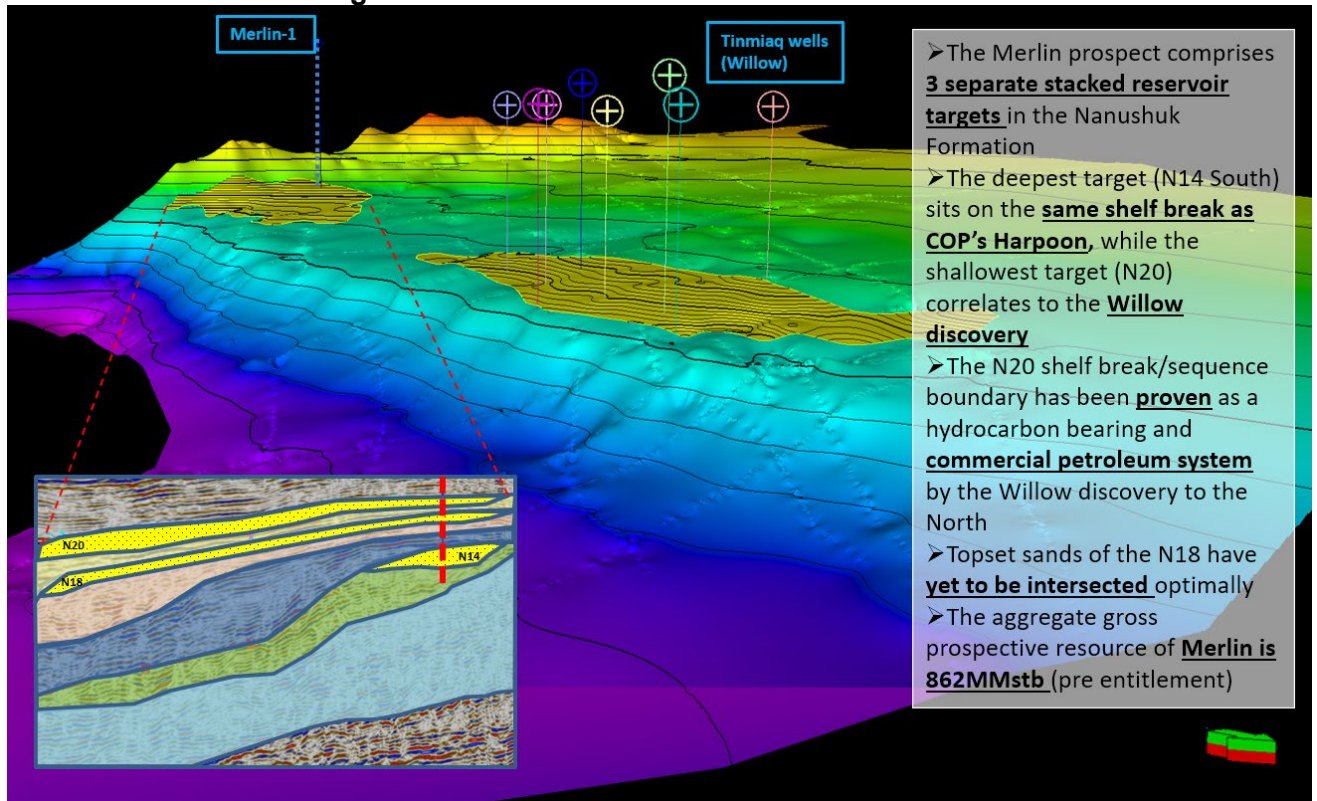 g
Merlin-1
Tinmiaq wells
(Willow)
➢The Merlin prospect comprises
3 separate stacked reservoir
targets in the Nanushuk
Formation
➢The deepest target (N14 South)
sits on the same shelf break as
COP’s Harpoon, while the
shallowest target (N20)
correlates to the Willow
discovery
➢The N20 shelf break/sequence
boundary has been proven as a
hydrocarbon bearing and
commercial petroleum system
by the Willow discovery to the
North
➢Topset sands of the N18 have
yet to be intersected optimally
➢The aggregate gross
prospective resource of Merlin is
862MMstb (pre entitlement)
N20
N18
N14